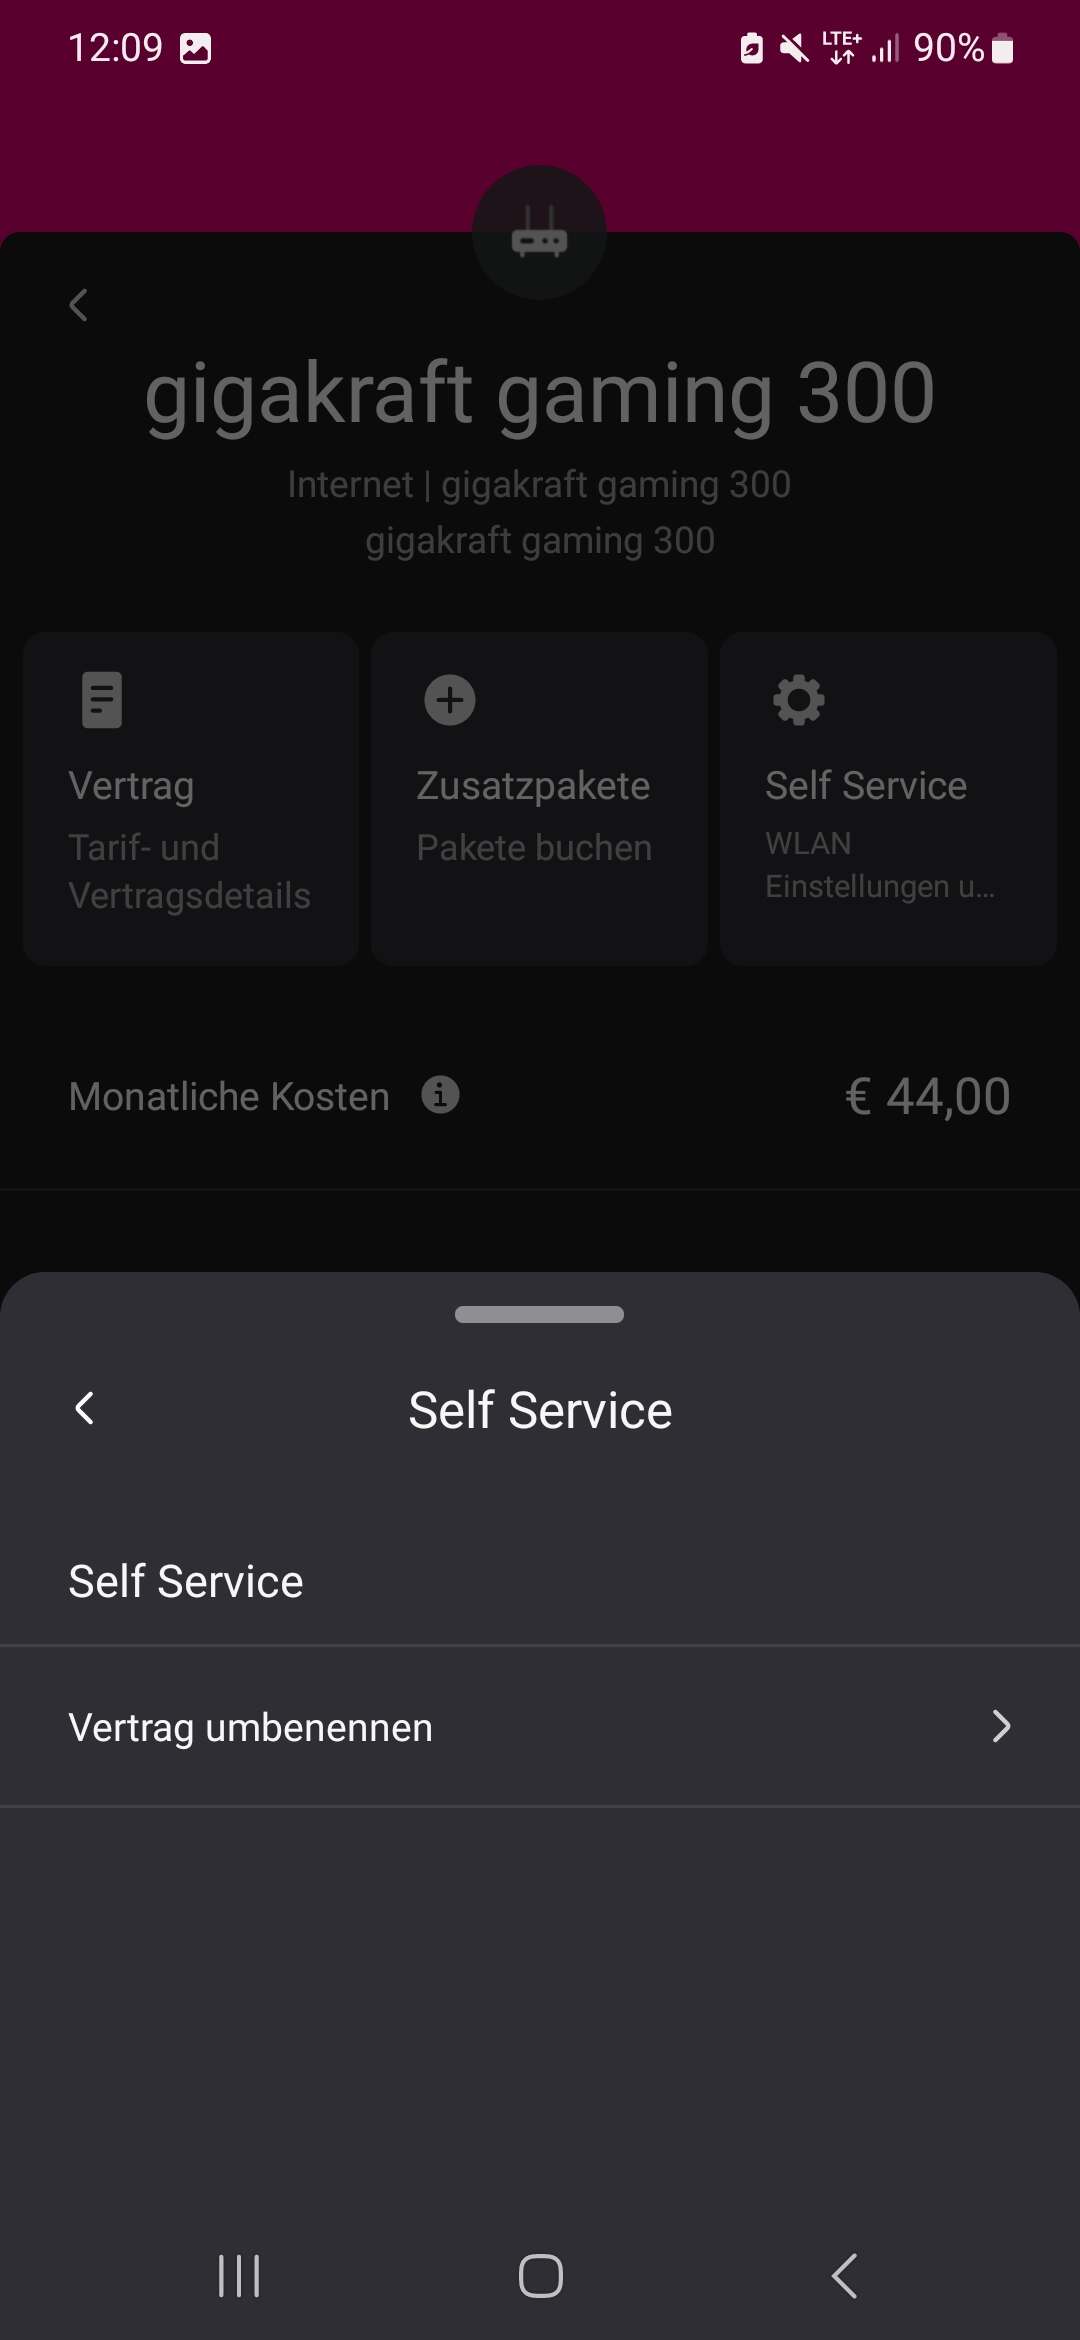 12:09
LTE+
90%
gigakraft gaming 300
Internet | gigakraft gaming 300
gigakraft gaming 300
Vertrag
Tarif- und
Vertragsdetails
Zusatzpakete
Pakete buchen
Self Service
WLAN
Einstellungen u...
Monatliche Kosten
€ 44,00
Self Service
Self Service
Vertrag umbenennen